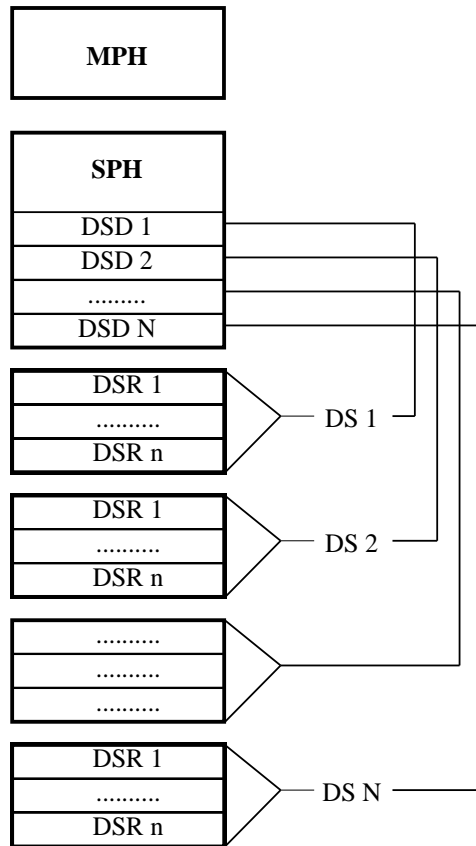 MPH
SPH
DSD 1
DSD 2
.........
DSD N
DSR 1
..........
DSR n
DS 1
DSR 1
..........
DSR n
DS 2
..........
..........
..........
DSR 1
..........
DSR n
DS N